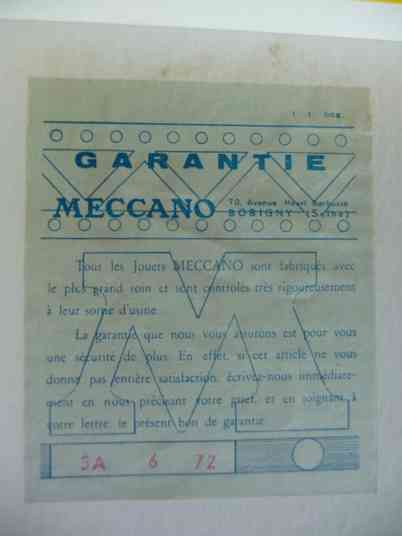 GARANTIE
MECCANO
70, Avenue Henri Barbusse
BOBIGNY (Seine)
Tous les Jouets MECCANO sont fabriqués avec
le plus grand soin et sont contrôlés très rigoureusement
à leur sortie d'usine.
La garantie que nous vous assurons est pour vous
une sécurité de plus. En effet, si cet article ne vous
donne pas entière satisfaction, écrivez-nous immédiate-
ment en nous précisant votre grief, et en joignant à
votre lettre, le présent bon de garantie.
3A 6 72